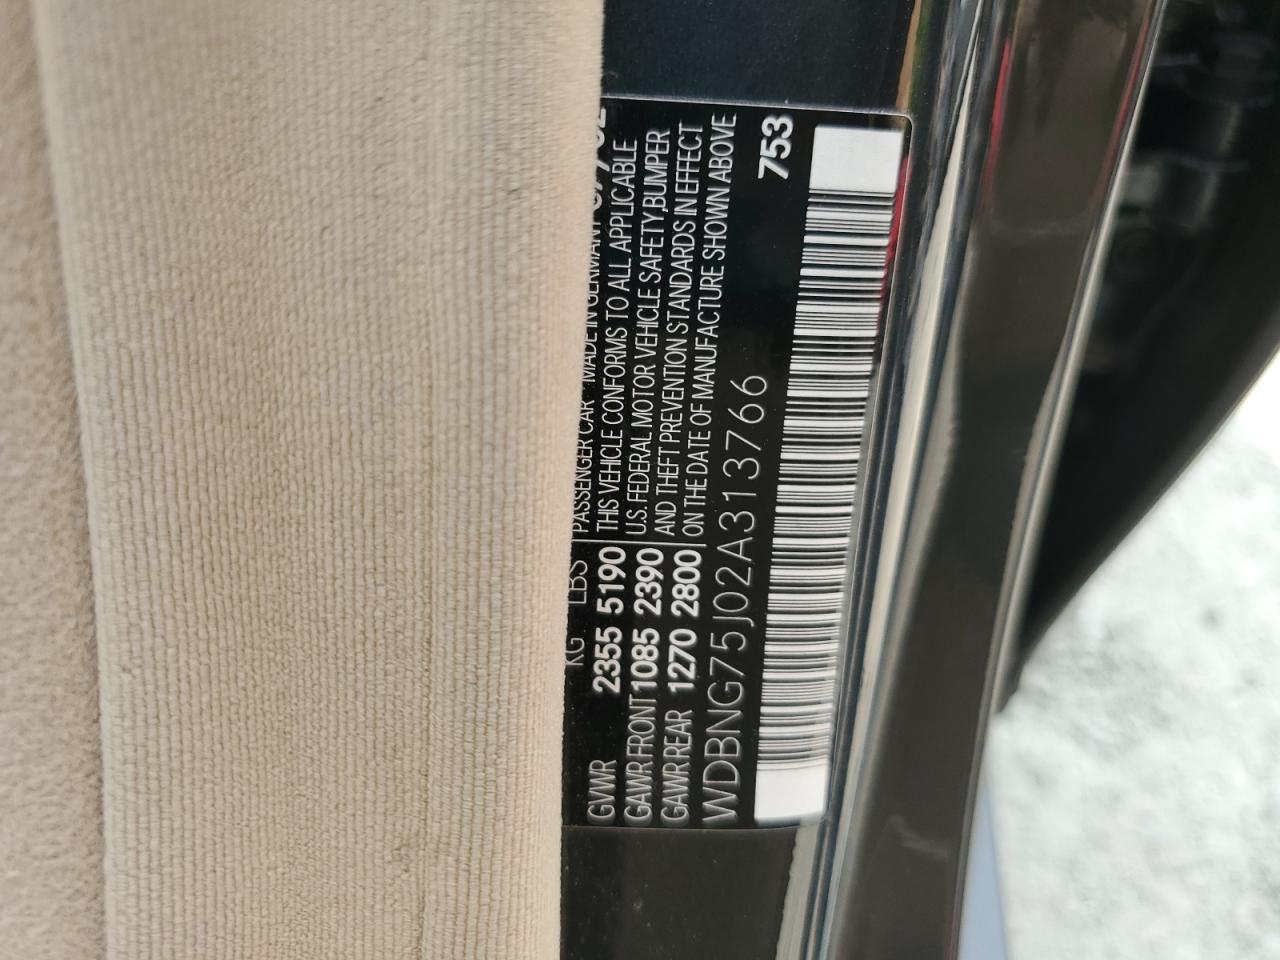 KG LBS PASSENGER CAR - MADE IN GERMANY
GVWR 2355 5190 THIS VEHICLE CONFORMS TO ALL APPLICABLE
GAWR FRONT 1085 2390 U.S. FEDERAL MOTOR VEHICLE SAFETY, BUMPER
GAWR REAR 1270 2800 AND THEFT PREVENTION STANDARDS IN EFFECT
ON THE DATE OF MANUFACTURE SHOWN ABOVE
WDBNG75J02A313766
753